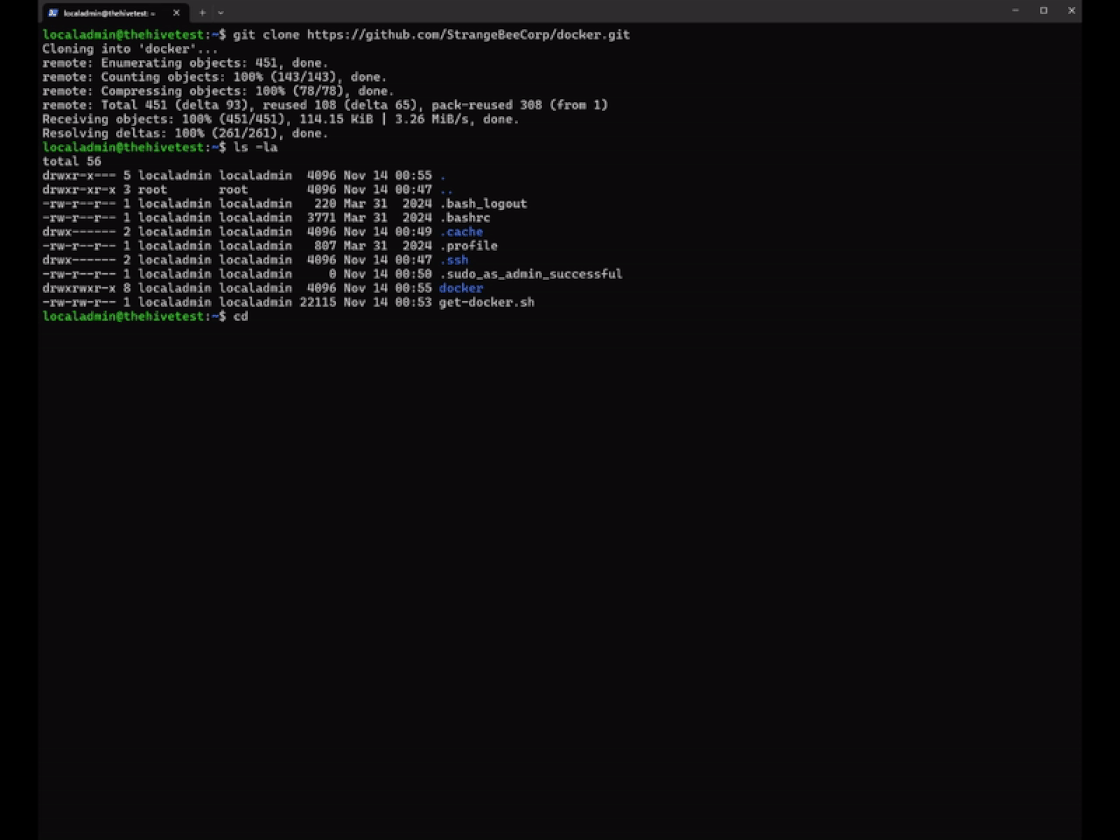 localadmin@thehivetest: ~
localadmin@thehivetest:~$ git clone https://github.com/StrangeBeeCorp/docker.git
Cloning into 'docker'...
remote: Enumerating objects: 451, done.
remote: Counting objects: 100% (143/143), done.
remote: Compressing objects: 100% (78/78), done.
remote: Total 451 (delta 93), reused 108 (delta 65), pack-reused 308 (from 1)
Receiving objects: 100% (451/451), 114.15 KiB | 3.26 MiB/s, done.
Resolving deltas: 100% (261/261), done.
localadmin@thehivetest:~$ ls -la
total 56
drwxr-x--- 5 localadmin localadmin  4096 Nov 14 00:55 .
drwxr-xr-x 3 root       root        4096 Nov 14 00:47 ..
-rw-r--r-- 1 localadmin localadmin   220 Mar 31  2024 .bash_logout
-rw-r--r-- 1 localadmin localadmin  3771 Mar 31  2024 .bashrc
drwx------ 2 localadmin localadmin  4096 Nov 14 00:49 .cache
-rw-r--r-- 1 localadmin localadmin   807 Mar 31  2024 .profile
drwx------ 2 localadmin localadmin  4096 Nov 14 00:47 .ssh
-rw-r--r-- 1 localadmin localadmin     0 Nov 14 00:50 .sudo_as_admin_successful
drwxrwxr-x 8 localadmin localadmin  4096 Nov 14 00:55 docker
-rw-rw-r-- 1 localadmin localadmin 22115 Nov 14 00:53 get-docker.sh
localadmin@thehivetest:~$ cd